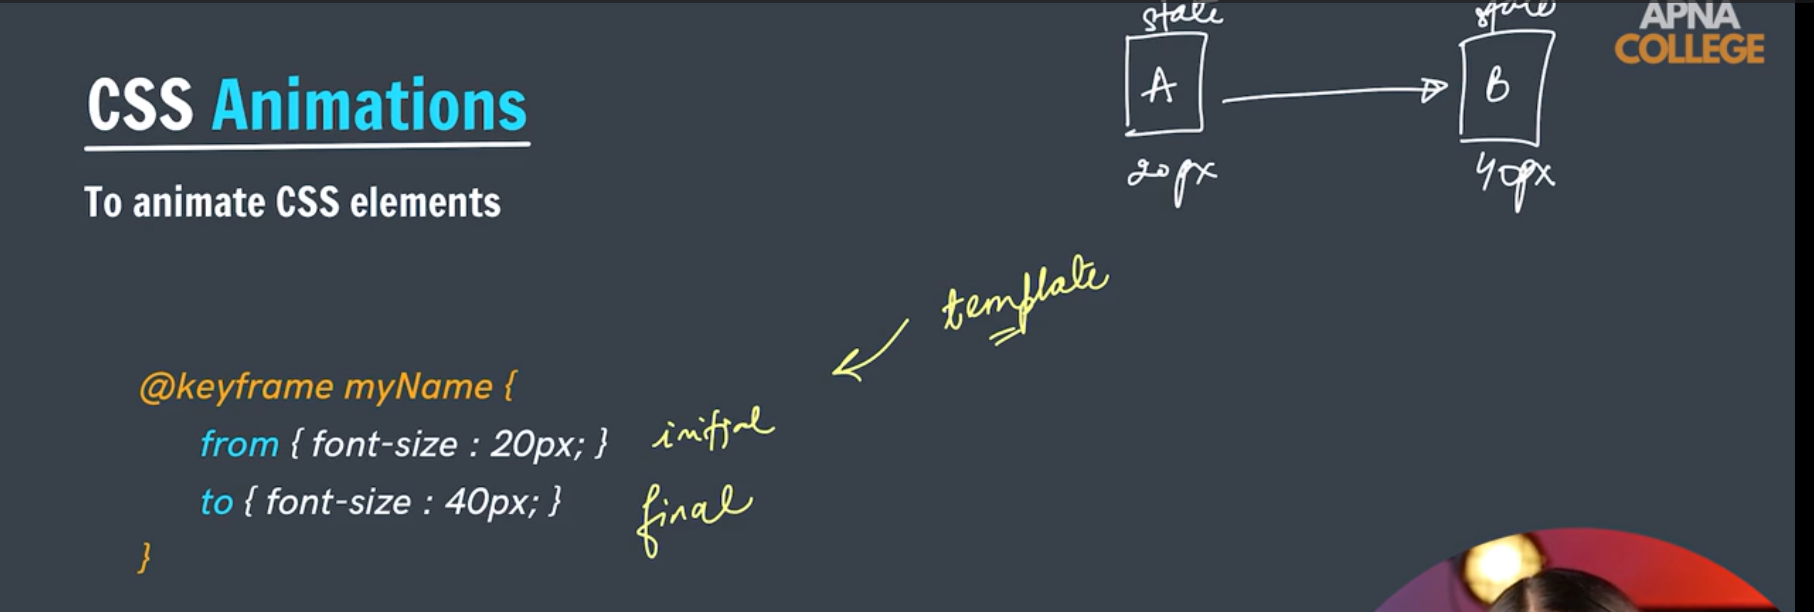 state
state
APNA
COLLEGE
A
B
CSS Animations
20px
40px
To animate CSS elements
template
@keyframe myName {
from { font-size : 20px; } initial
to { font-size : 40px; } final
}